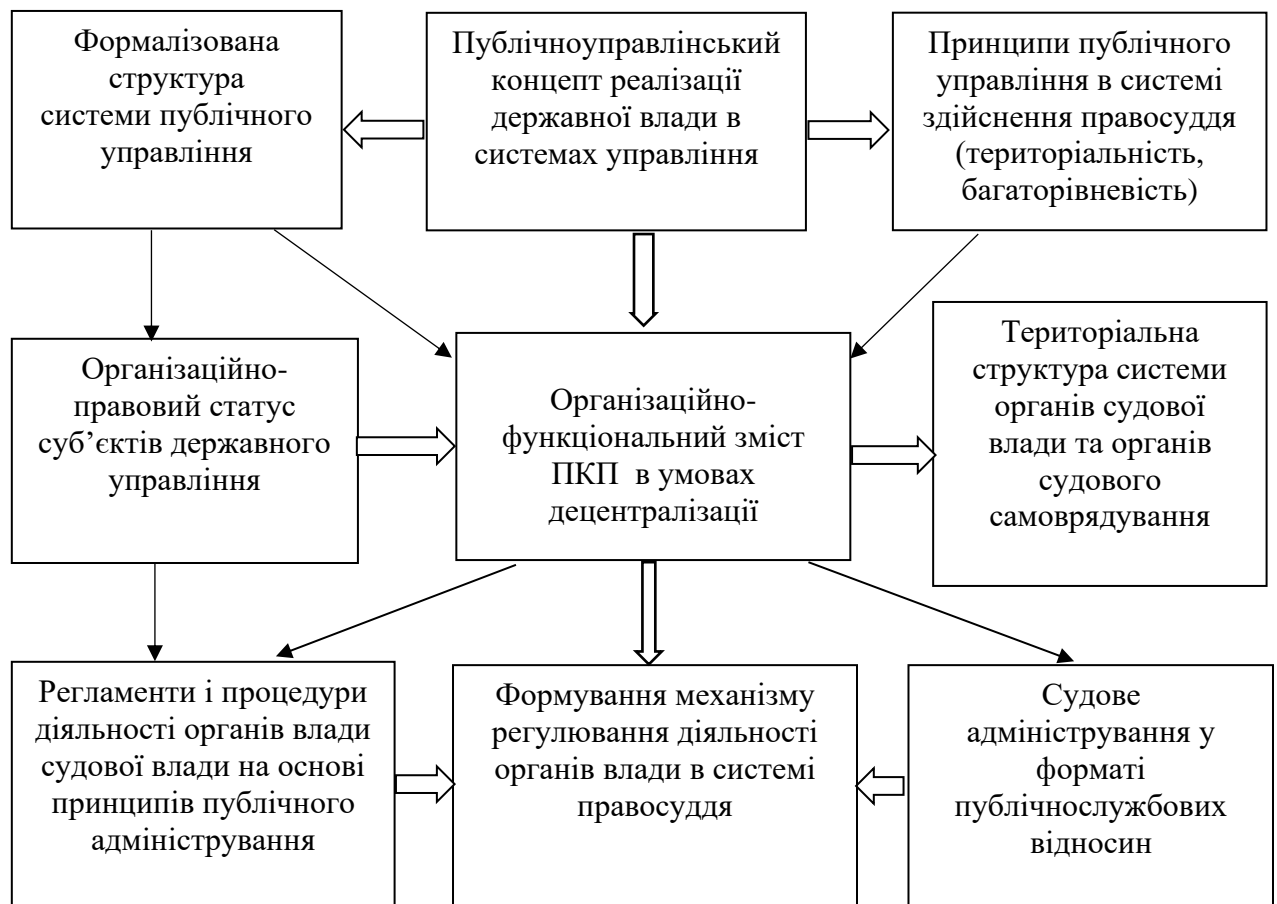 Формалізована
структура
системи публічного
управління
Публічноуправлінський
концепт реалізації
державної влади в
системах управління
Принципи публічного
управління в системі
здійснення правосуддя
(територіальність,
багаторівневість)
Організаційно-
правовий статус
суб’єктів державного
управління
Організаційно-
функціональний зміст
ПКП в умовах
децентралізації
Територіальна
структура системи
органів судової
влади та органів
судового
самоврядування
Регламенти і процедури
діяльності органів влади
судової влади на основі
принципів публічного
адміністрування
Формування механізму
регулювання діяльності
органів влади в системі
правосуддя
Судове
адміністрування у
форматі
публічнослужбових
відносин